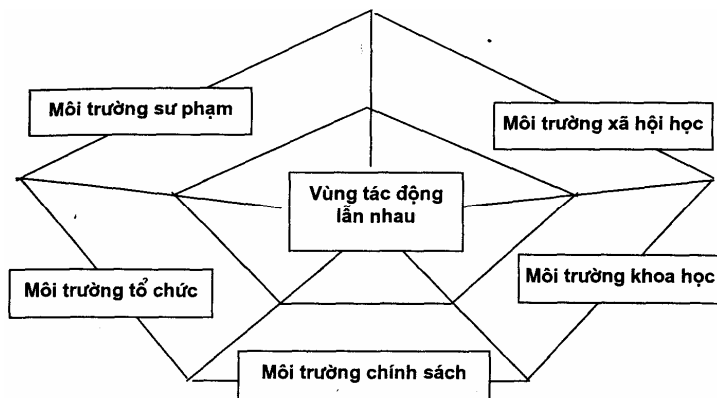 Môi trường sư phạm
Môi trường xã hội học
Vùng tác động
lẫn nhau
Môi trường tổ chức
Môi trường khoa học
Môi trường chính sách